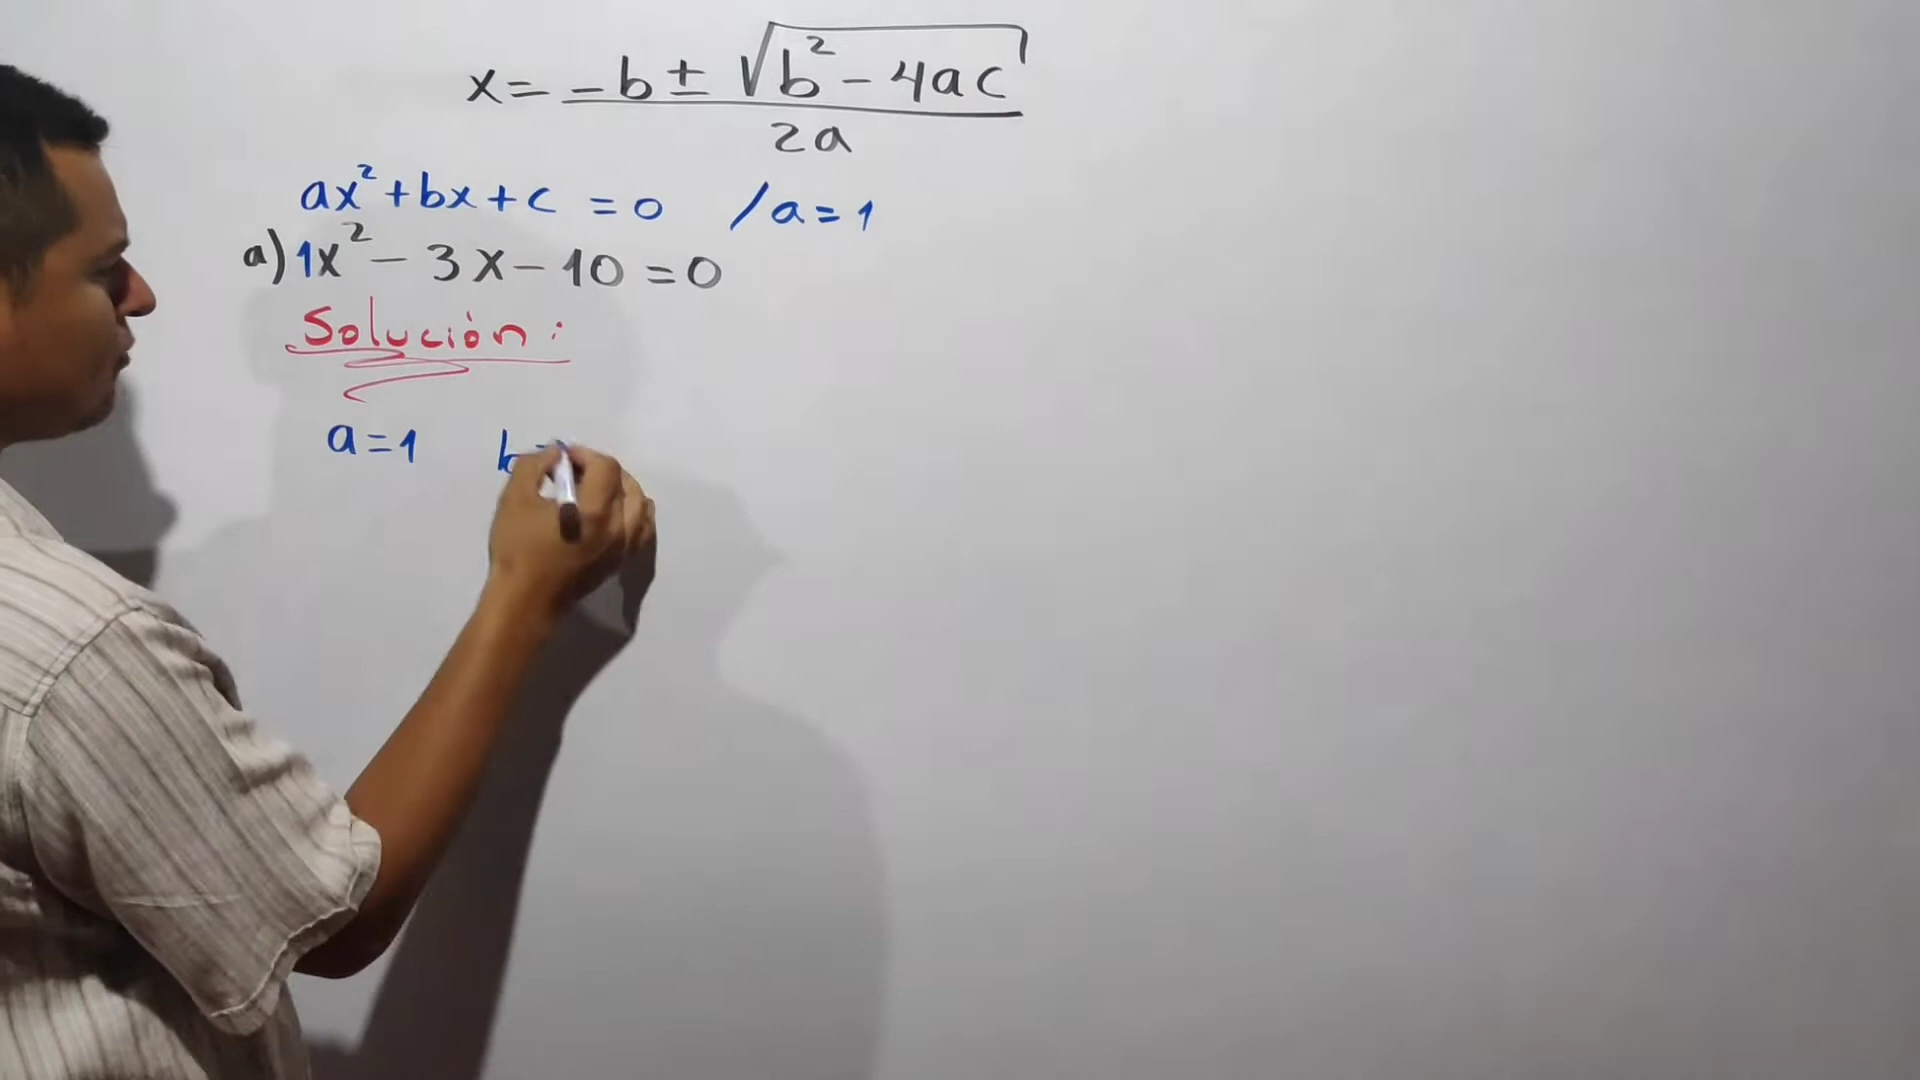 x = -b ± √(b² - 4ac) / 2a
ax² + bx + c = 0 / a = 1
a) 1x² - 3x - 10 = 0
Solución:
a = 1 b =